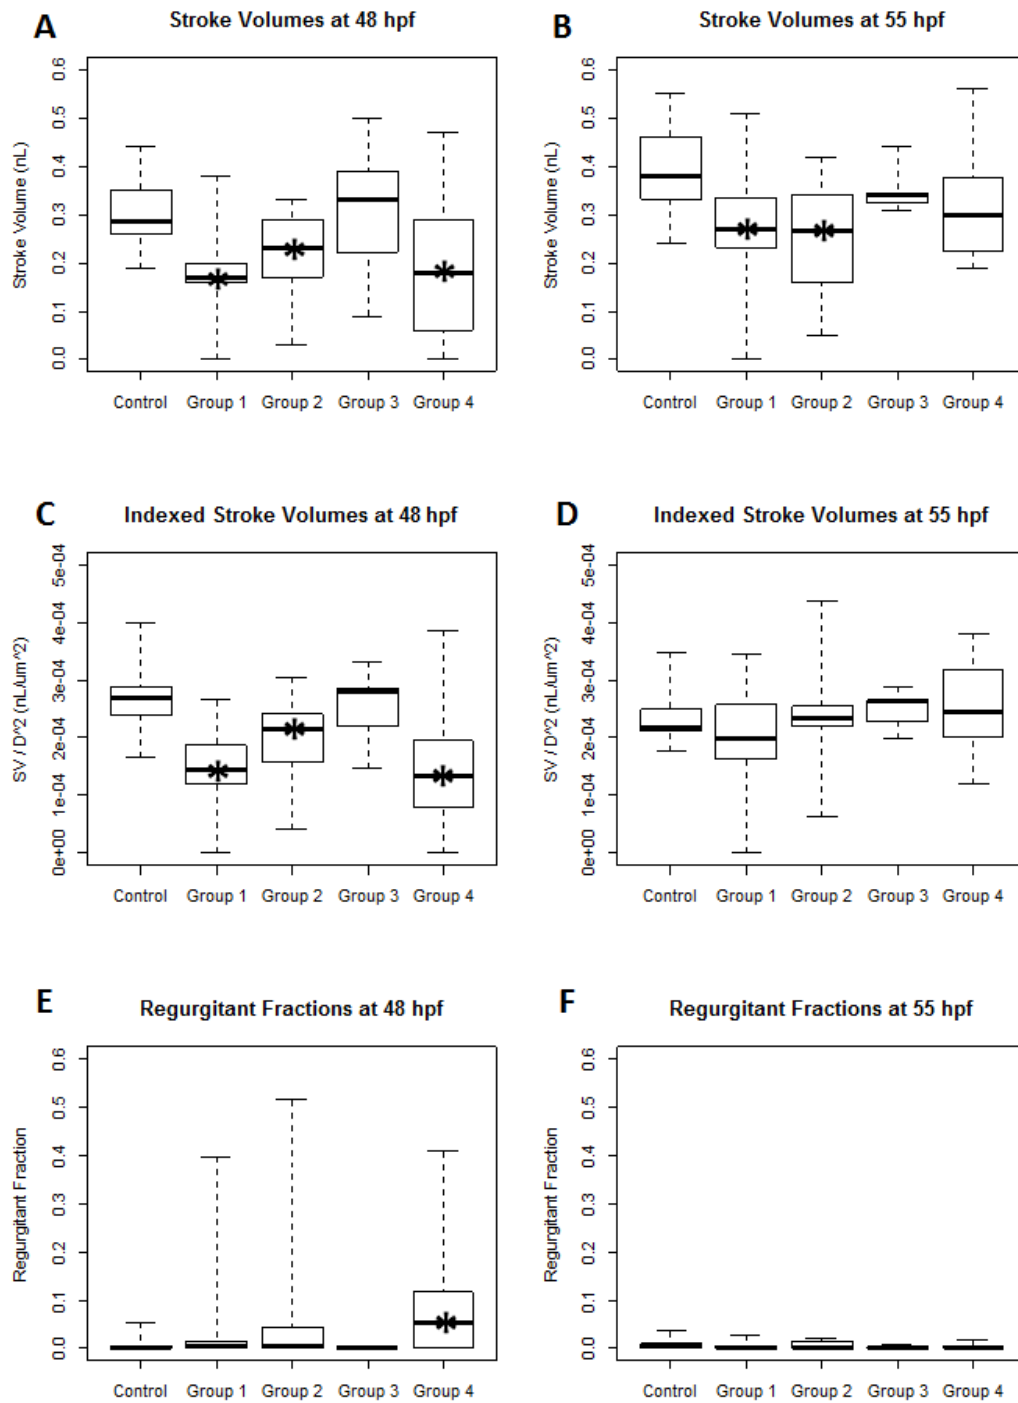 A Stroke Volumes at 48 hpf
Stroke Volume (nL)
0.6
0.5
0.4
0.3
0.2
0.1
0.0
Control Group 1 Group 2 Group 3 Group 4
B Stroke Volumes at 55 hpf
Stroke Volume (nL)
0.6
0.5
0.4
0.3
0.2
0.1
0.0
Control Group 1 Group 2 Group 3 Group 4
C Indexed Stroke Volumes at 48 hpf
SV / D^2 (nL/um^2)
5e-04
4e-04
3e-04
2e-04
1e-04
0e+00
Control Group 1 Group 2 Group 3 Group 4
D Indexed Stroke Volumes at 55 hpf
SV / D^2 (nL/um^2)
5e-04
4e-04
3e-04
2e-04
1e-04
0e+00
Control Group 1 Group 2 Group 3 Group 4
E Regurgitant Fractions at 48 hpf
Regurgitant Fraction
0.6
0.5
0.4
0.3
0.2
0.1
0.0
Control Group 1 Group 2 Group 3 Group 4
F Regurgitant Fractions at 55 hpf
Regurgitant Fraction
0.6
0.5
0.4
0.3
0.2
0.1
0.0
Control Group 1 Group 2 Group 3 Group 4